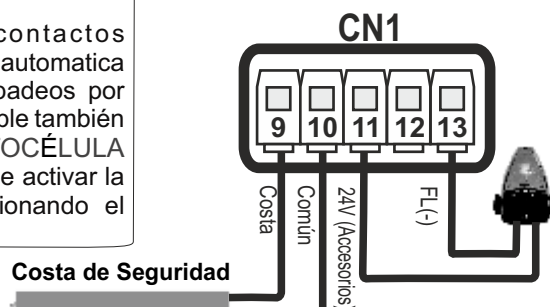 contactos
automatica
padeos por
ble también
OCÉLULA
e activar la
ionando el
CN1
9 10 11 12 13
Costa
Común
24V (Accesorios)
FL(-)
Costa de Seguridad